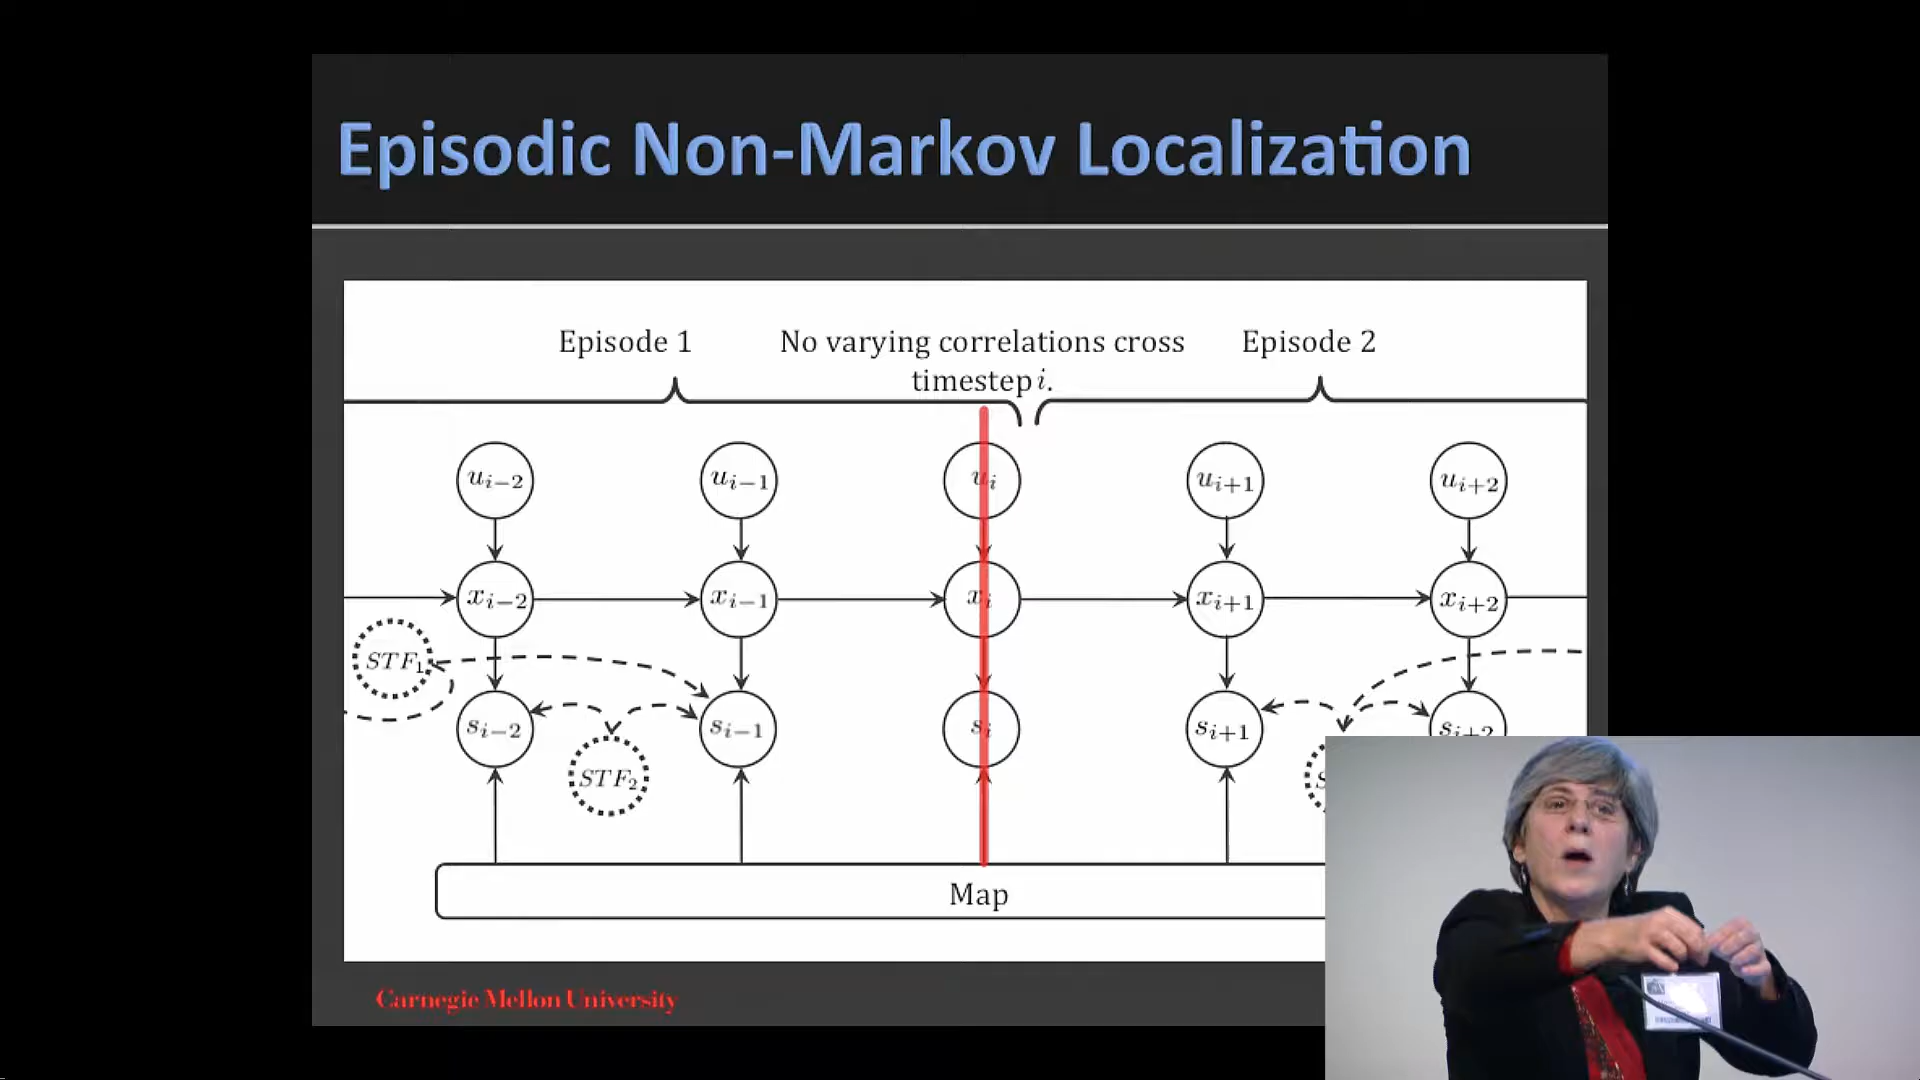 Episodic Non-Markov Localization
Episode 1
No varying correlations cross
timestep i.
Episode 2
u_{i−2} u_{i−1} u_i u_{i+1} u_{i+2}
x_{i−2} x_{i−1} x_i x_{i+1} x_{i+2}
STF_1
s_{i−2} s_{i−1} s_i s_{i+1} s_{i+2}
STF_2
Map
Carnegie Mellon University